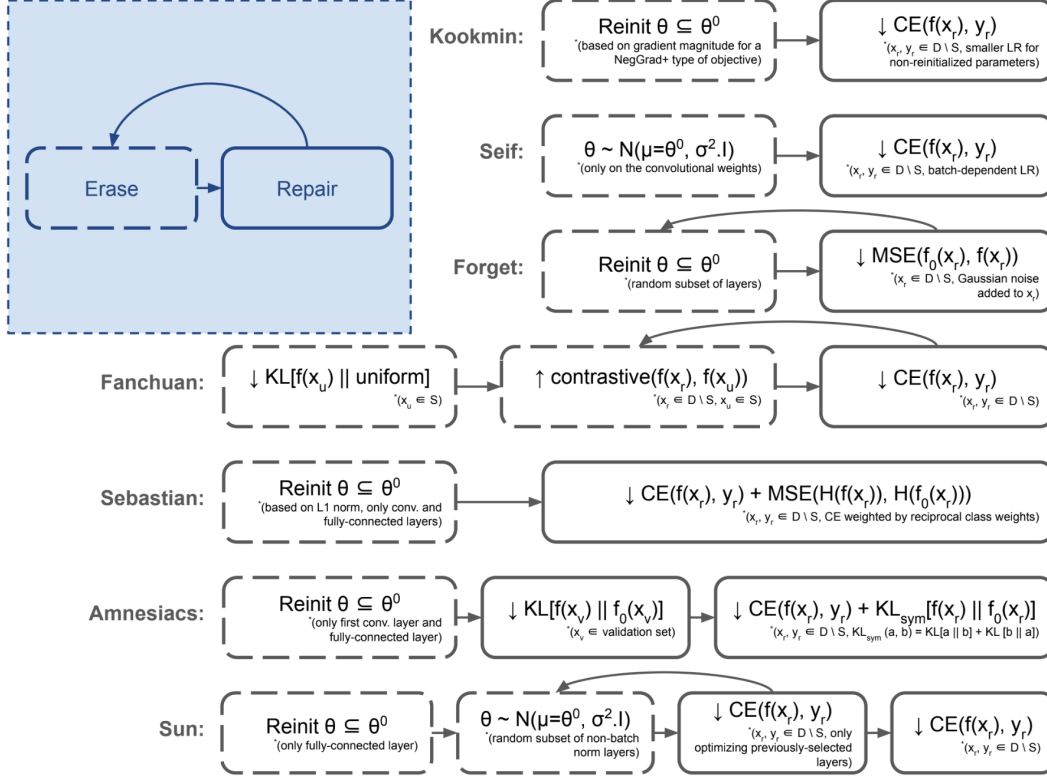 Erase
Repair
Kookmin:
Reinit θ ⊆ θ⁰
*(based on gradient magnitude for a
NegGrad+ type of objective)
↓ CE(f(xᵣ), yᵣ)
*(xᵣ, yᵣ ∈ D \ S, smaller LR for
non-reinitialized parameters)
Seif:
θ ~ N(μ=θ⁰, σ².I)
*(only on the convolutional weights)
↓ CE(f(xᵣ), yᵣ)
*(xᵣ, yᵣ ∈ D \ S, batch-dependent LR)
Forget:
Reinit θ ⊆ θ⁰
*(random subset of layers)
↓ MSE(f₀(xᵣ), f(xᵣ))
*(xᵣ ∈ D \ S, Gaussian noise
added to xᵣ)
Fanchuan:
↓ KL[f(xᵤ) || uniform]
*(xᵤ ∈ S)
↑ contrastive(f(xᵣ), f(xᵤ))
*(xᵣ ∈ D \ S, xᵤ ∈ S)
↓ CE(f(xᵣ), yᵣ)
*(xᵣ, yᵣ ∈ D \ S)
Sebastian:
Reinit θ ⊆ θ⁰
*(based on L1 norm, only conv. and
fully-connected layers)
↓ CE(f(xᵣ), yᵣ) + MSE(H(f(xᵣ)), H(f₀(xᵣ)))
*(xᵣ, yᵣ ∈ D \ S, CE weighted by reciprocal class weights)
Amnesiacs:
Reinit θ ⊆ θ⁰
*(only first conv. layer and
fully-connected layer)
↓ KL[f(xᵥ) || f₀(xᵥ)]
*(xᵥ ∈ validation set)
↓ CE(f(xᵣ), yᵣ) + KL_sym[f(xᵣ) || f₀(xᵣ)]
*(xᵣ, yᵣ ∈ D \ S, KL_sym (a, b) = KL[a || b] + KL [b || a])
Sun:
Reinit θ ⊆ θ⁰
*(only fully-connected layer)
θ ~ N(μ=θ⁰, σ².I)
*(random subset of non-batch
norm layers)
↓ CE(f(xᵣ), yᵣ)
*(xᵣ, yᵣ ∈ D \ S, only
optimizing previously-selected
layers)
↓ CE(f(xᵣ), yᵣ)
*(xᵣ, yᵣ ∈ D \ S)